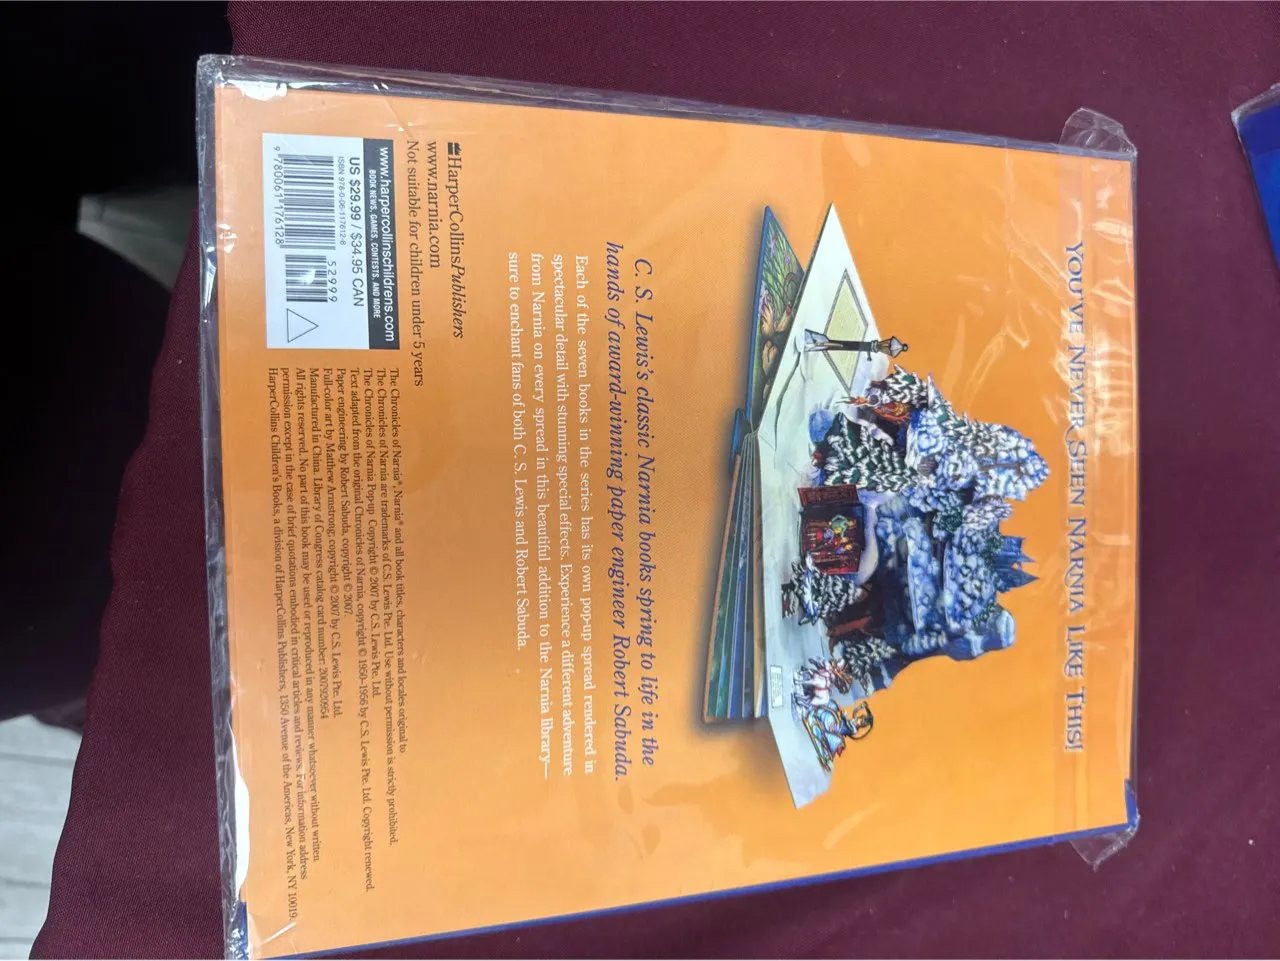 YOU'VE NEVER SEEN NARNIA LIKE THIS!
C. S. Lewis's classic Narnia books spring to life in the
hands of award-winning paper engineer Robert Sabuda.
Each of the seven books in the series has its own pop-up spread rendered in
spectacular detail with stunning special effects. Experience a different adventure
from Narnia on every spread in this beautiful addition to the Narnia library—
sure to enchant fans of both C. S. Lewis and Robert Sabuda.
HarperCollinsPublishers
www.narnia.com
Not suitable for children under 5 years
www.harpercollinschildrens.com
BOOK NEWS, GAMES, CONTESTS, AND MORE
US $29.99 / $34.95 CAN
ISBN 978-0-06-117612-8
9 780061 176128
52999
The Chronicles of Narnia®, Narnia® and all book titles, characters and locales original to
The Chronicles of Narnia are trademarks of C.S. Lewis Pte. Ltd. Use without permission is strictly prohibited.
The Chronicles of Narnia Pop-up Copyright © 2007 by C.S. Lewis Pte. Ltd.
Text adapted from the original Chronicles of Narnia, copyright © 1950–1956 by C.S. Lewis Pte. Ltd. Copyright renewed.
Paper engineering by Robert Sabuda, copyright © 2007.
Full-color art by Matthew Armstrong; copyright © 2007 by C.S. Lewis Pte. Ltd.
Manufactured in China. Library of Congress catalog card number: 2007920954
All rights reserved. No part of this book may be used or reproduced in any manner whatsoever without written
permission except in the case of brief quotations embodied in critical articles and reviews. For information address
HarperCollins Children's Books, a division of HarperCollins Publishers, 1350 Avenue of the Americas, New York, NY 10019.